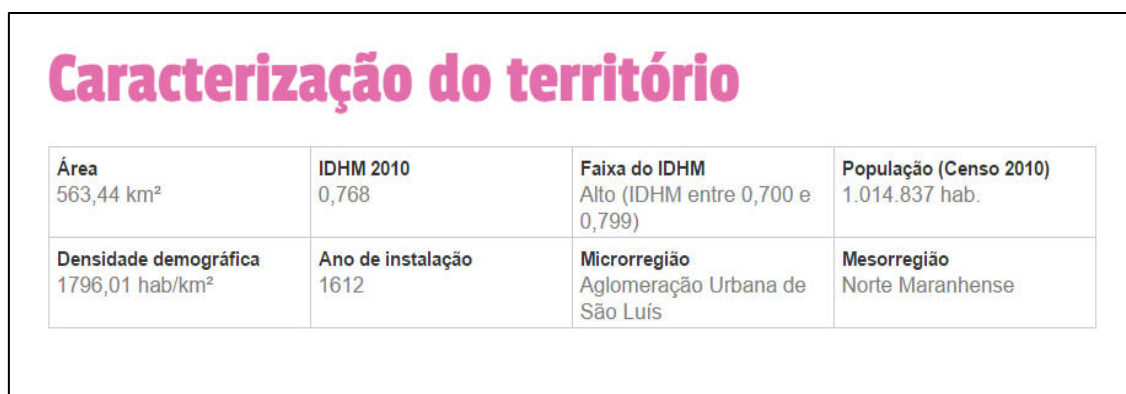 Caracterização do território
Área
563,44 km²
IDHM 2010
0,768
Faixa do IDHM
Alto (IDHM entre 0,700 e
0,799)
População (Censo 2010)
1.014.837 hab.
Densidade demográfica
1796,01 hab/km²
Ano de instalação
1612
Microrregião
Aglomeração Urbana de
São Luís
Mesorregião
Norte Maranhense